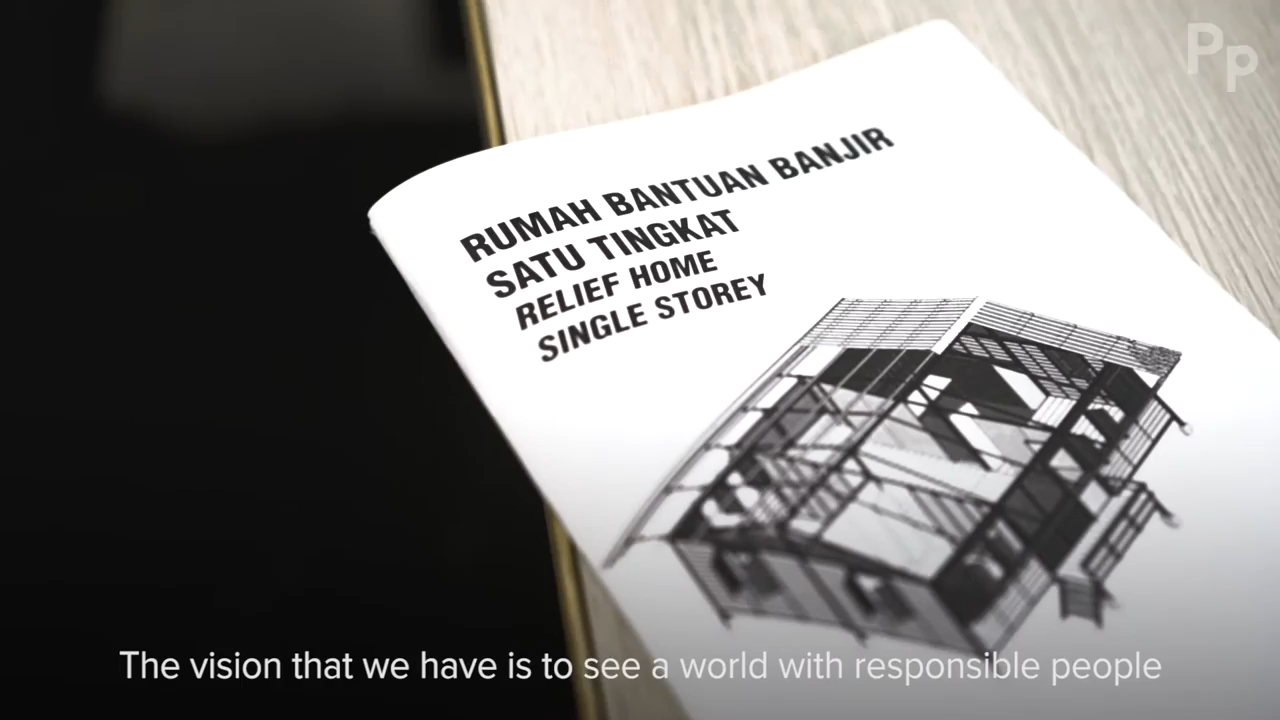 Pp
RUMAH BANTUAN BANJIR
SATU TINGKAT
RELIEF HOME
SINGLE STOREY
The vision that we have is to see a world with responsible people